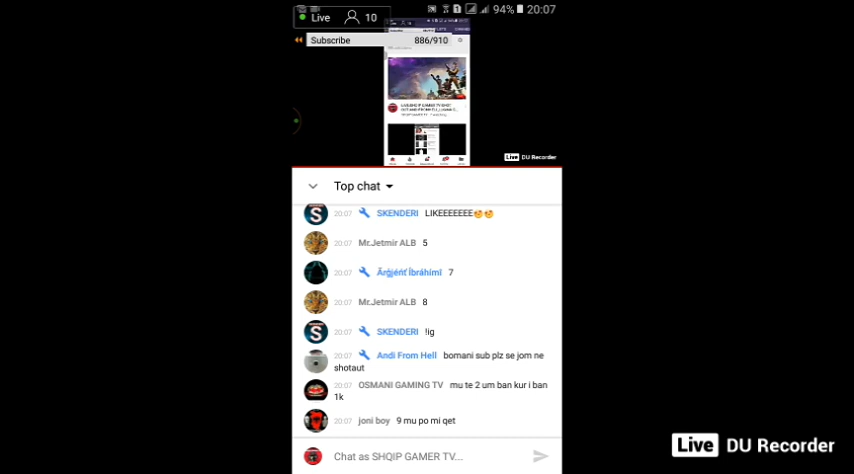 Live 10
94% 20:07
Subscribe 886/910
Live DU Recorder
Top chat
20:07 SKENDERI LIKEEEEEEE🤔🤔
20:07 Mr.Jetmir ALB 5
20:07 Ãrġjéńť Íbráhímî 7
20:07 Mr.Jetmir ALB 8
20:07 SKENDERI !ig
20:07 Andi From Hell bomani sub plz se jom ne
shotaut
20:07 OSMANI GAMING TV mu te 2 um ban kur i ban
1k
20:07 joni boy 9 mu po mi qet
Chat as SHQIP GAMER TV...
Live DU Recorder